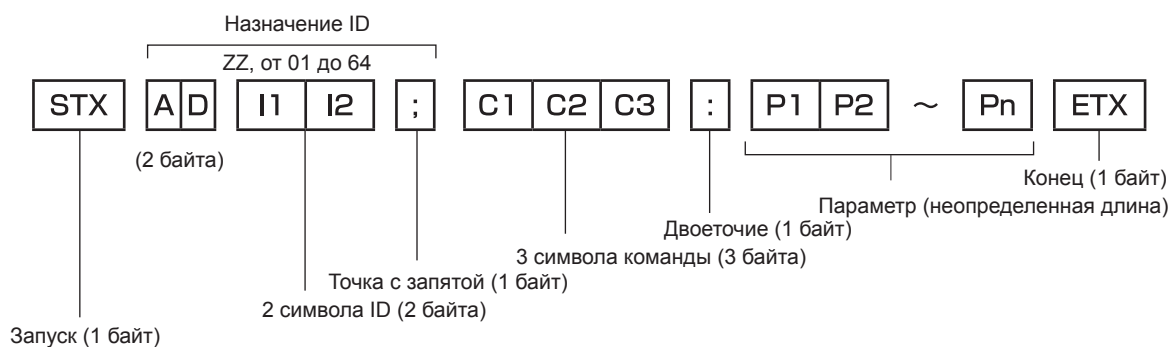 Назначение ID
ZZ, от 01 до 64
STX A D I1 I2 ; C1 C2 C3 : P1 P2 ~ Pn ETX
(2 байта)
Конец (1 байт)
Параметр (неопределенная длина)
Двоеточие (1 байт)
3 символа команды (3 байта)
Точка с запятой (1 байт)
2 символа ID (2 байта)
Запуск (1 байт)